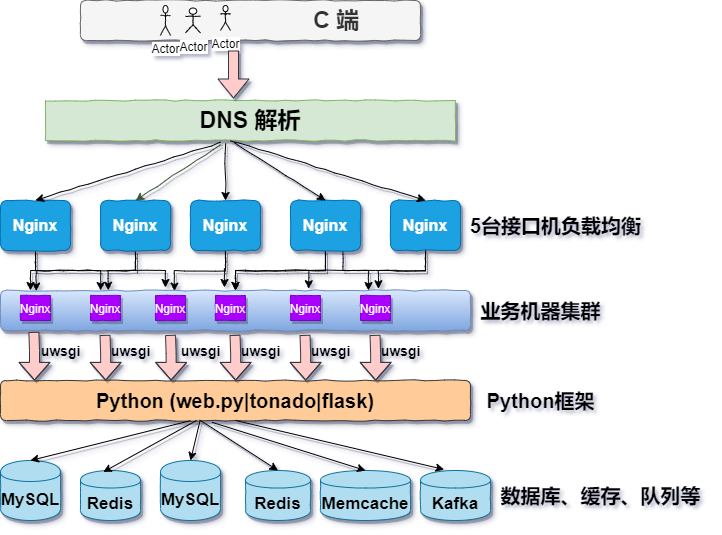 C 端
Actor Actor Actor
DNS 解析
Nginx Nginx Nginx Nginx Nginx
5台接口机负载均衡
Nginx Nginx Nginx Nginx Nginx Nginx
业务机器集群
uwsgi uwsgi uwsgi uwsgi uwsgi uwsgi
Python (web.py|tonado|flask)
Python框架
MySQL Redis MySQL Redis Memcache Kafka
数据库、缓存、队列等